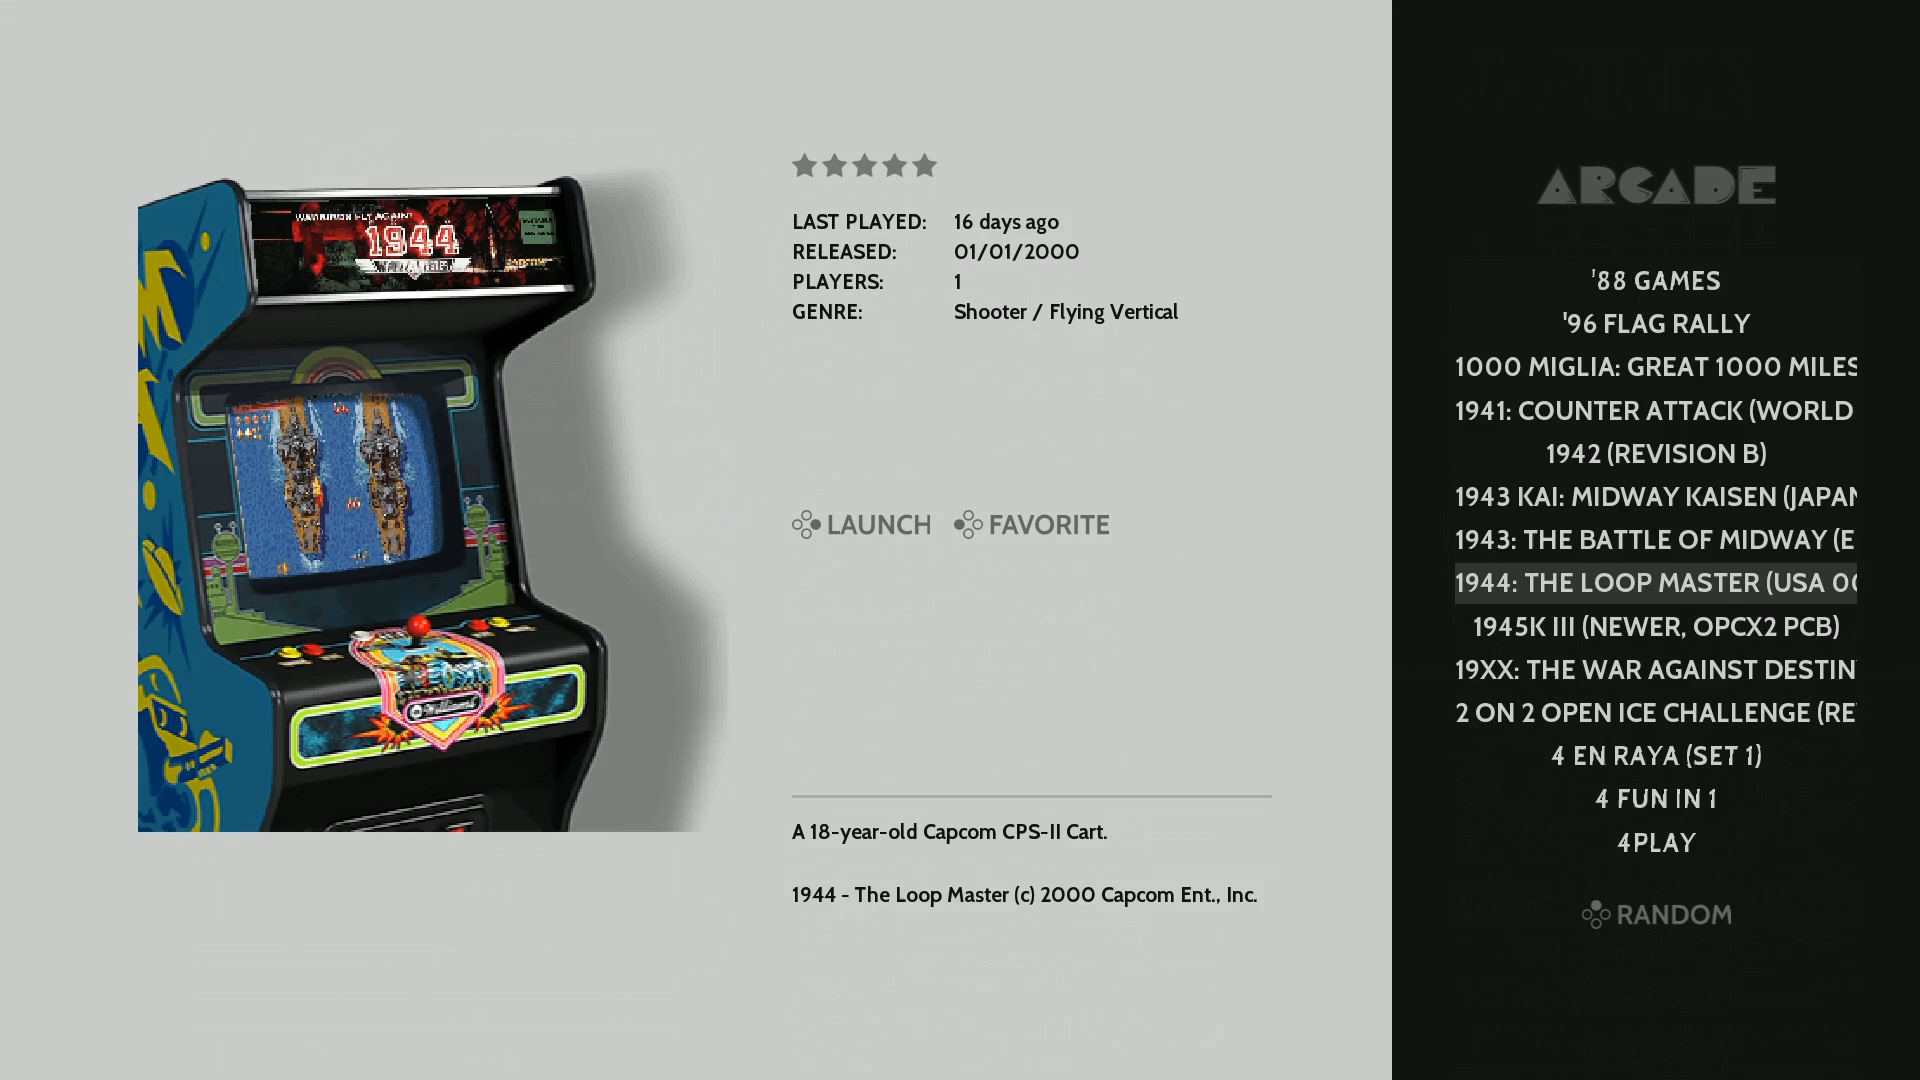 1944
Williams
LAST PLAYED: 16 days ago
RELEASED: 01/01/2000
PLAYERS: 1
GENRE: Shooter / Flying Vertical
LAUNCH FAVORITE
A 18-year-old Capcom CPS-II Cart.
1944 - The Loop Master (c) 2000 Capcom Ent., Inc.
ARCADE
'88 GAMES
'96 FLAG RALLY
1000 MIGLIA: GREAT 1000 MILES
1941: COUNTER ATTACK (WORLD
1942 (REVISION B)
1943 KAI: MIDWAY KAISEN (JAPAN
1943: THE BATTLE OF MIDWAY (E
1944: THE LOOP MASTER (USA 00
1945K III (NEWER, OPCX2 PCB)
19XX: THE WAR AGAINST DESTIN
2 ON 2 OPEN ICE CHALLENGE (RE
4 EN RAYA (SET 1)
4 FUN IN 1
4PLAY
RANDOM